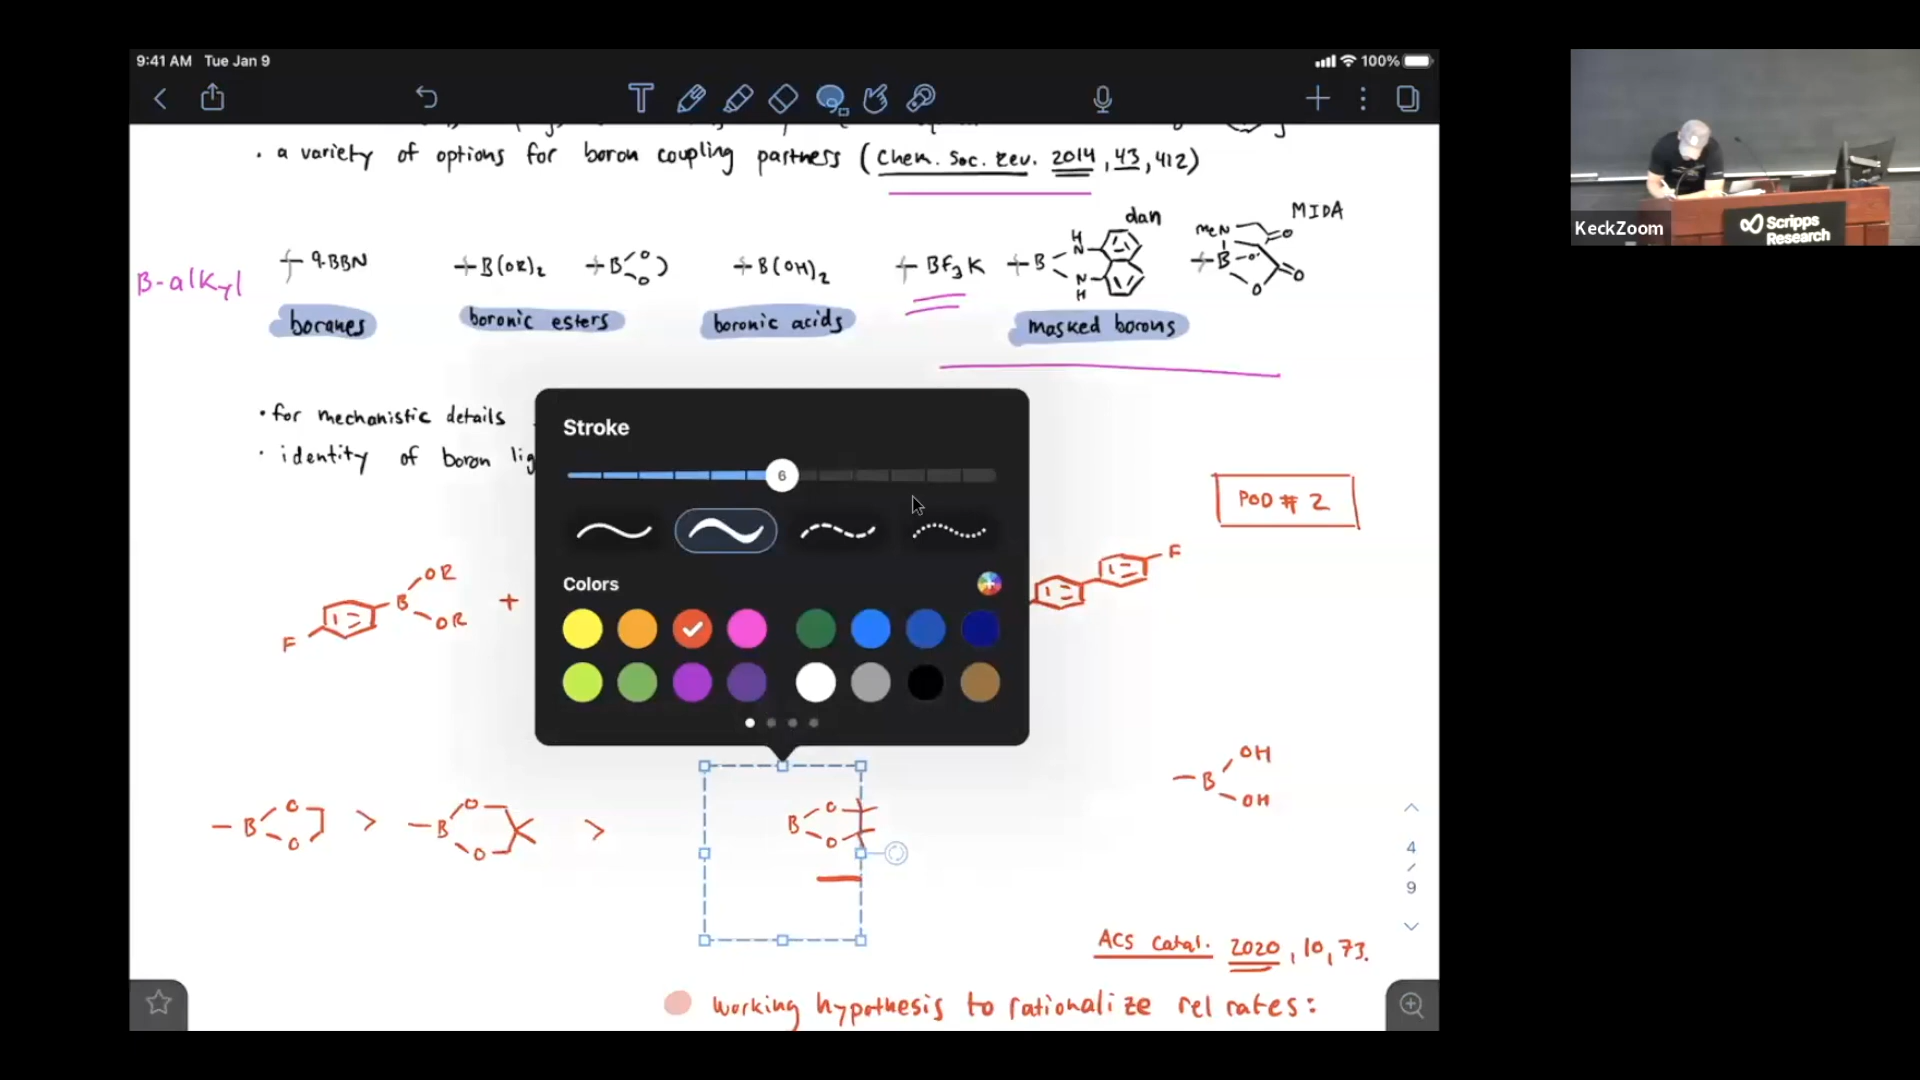 9:41 AM Tue Jan 9
100%
. a variety of options for boron coupling partners (Chem. Soc. Rev. 2014, 43, 412)
dan
MIDA
B-alkyl
9-BBN
B(OR)2
B
O
O
B(OH)2
BF3K
B
H
N
N
H
MeN
B
O
O
O
O
boranes
boronic esters
boronic acids
masked borons
• for mechanistic details
• identity of boron lig
POD # 2
Stroke
6
Colors
F
B
OR
OR
+
F
B
O
O
>
B
O
O
>
B
O
O
B
OH
OH
4
/
9
ACS Catal. 2020, 10, 73.
working hypothesis to rationalize rel rates:
KeckZoom
Scripps
Research